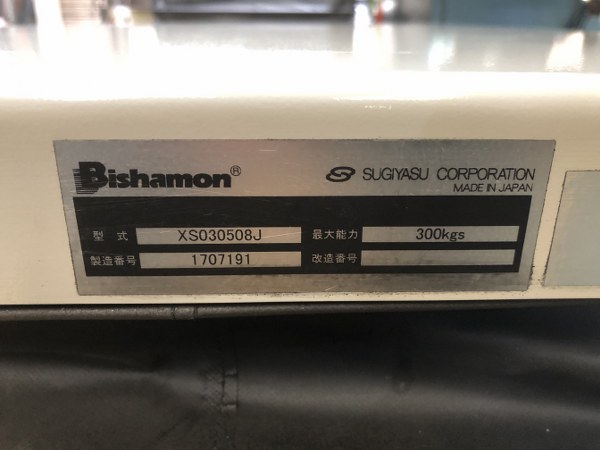 Bishamon®
SUGIYASU CORPORATION
MADE IN JAPAN
型式 XS030508J 最大能力 300kgs
製造番号 1707191 改造番号